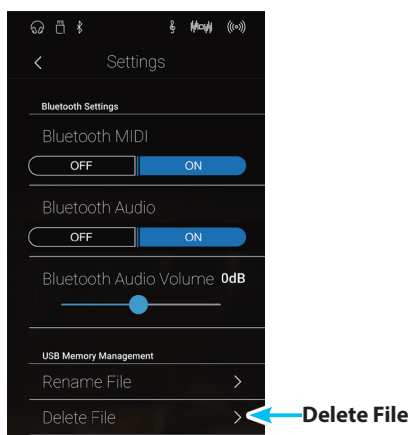 Settings
Bluetooth Settings
Bluetooth MIDI
OFF ON
Bluetooth Audio
OFF ON
Bluetooth Audio Volume 0dB
USB Memory Management
Rename File
Delete File
Delete File